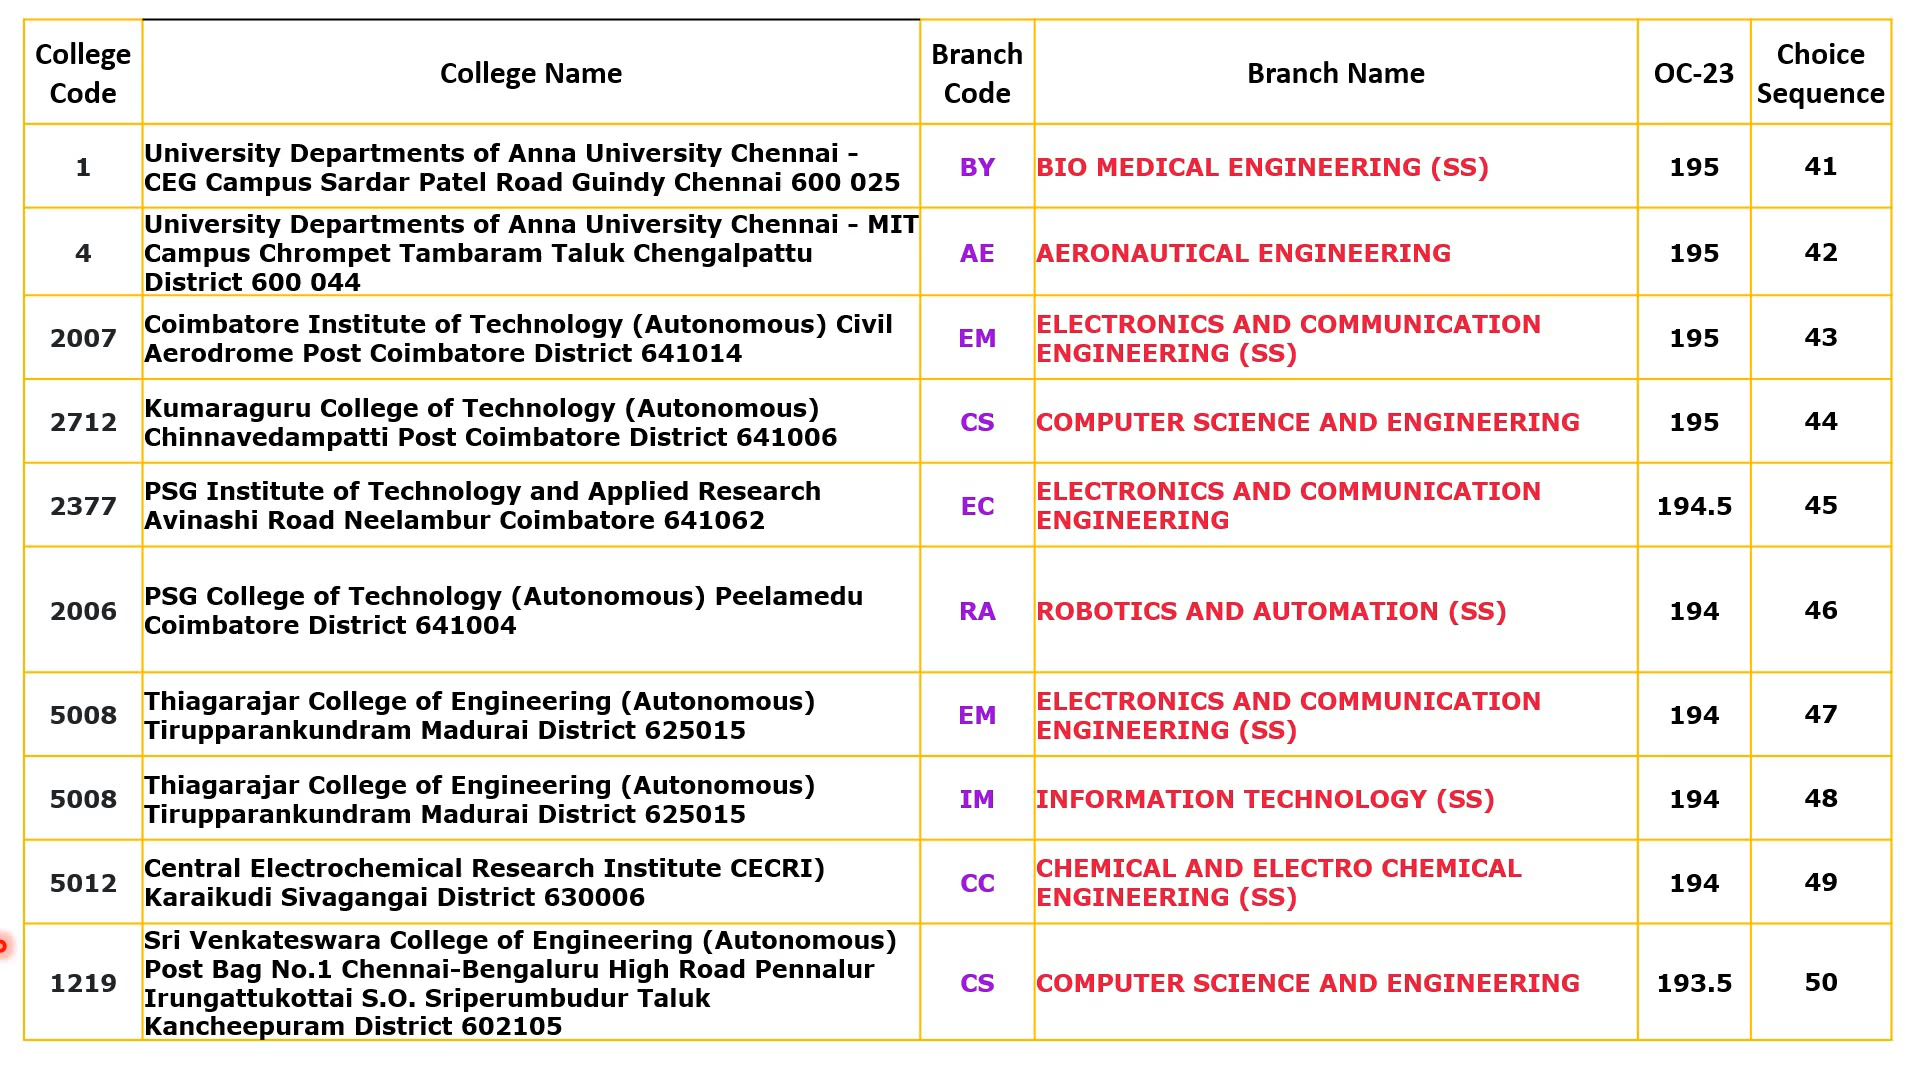 College Code
College Name
Branch Code
Branch Name
OC-23
Choice Sequence
1
University Departments of Anna University Chennai -
CEG Campus Sardar Patel Road Guindy Chennai 600 025
BY
BIO MEDICAL ENGINEERING (SS)
195
41
4
University Departments of Anna University Chennai - MIT
Campus Chrompet Tambaram Taluk Chengalpattu
District 600 044
AE
AERONAUTICAL ENGINEERING
195
42
2007
Coimbatore Institute of Technology (Autonomous) Civil
Aerodrome Post Coimbatore District 641014
EM
ELECTRONICS AND COMMUNICATION
ENGINEERING (SS)
195
43
2712
Kumaraguru College of Technology (Autonomous)
Chinnavedampatti Post Coimbatore District 641006
CS
COMPUTER SCIENCE AND ENGINEERING
195
44
2377
PSG Institute of Technology and Applied Research
Avinashi Road Neelambur Coimbatore 641062
EC
ELECTRONICS AND COMMUNICATION
ENGINEERING
194.5
45
2006
PSG College of Technology (Autonomous) Peelamedu
Coimbatore District 641004
RA
ROBOTICS AND AUTOMATION (SS)
194
46
5008
Thiagarajar College of Engineering (Autonomous)
Tirupparankundram Madurai District 625015
EM
ELECTRONICS AND COMMUNICATION
ENGINEERING (SS)
194
47
5008
Thiagarajar College of Engineering (Autonomous)
Tirupparankundram Madurai District 625015
IM
INFORMATION TECHNOLOGY (SS)
194
48
5012
Central Electrochemical Research Institute CECRI)
Karaikudi Sivagangai District 630006
CC
CHEMICAL AND ELECTRO CHEMICAL
ENGINEERING (SS)
194
49
1219
Sri Venkateswara College of Engineering (Autonomous)
Post Bag No.1 Chennai-Bengaluru High Road Pennalur
Irungattukottai S.O. Sriperumbudur Taluk
Kancheepuram District 602105
CS
COMPUTER SCIENCE AND ENGINEERING
193.5
50